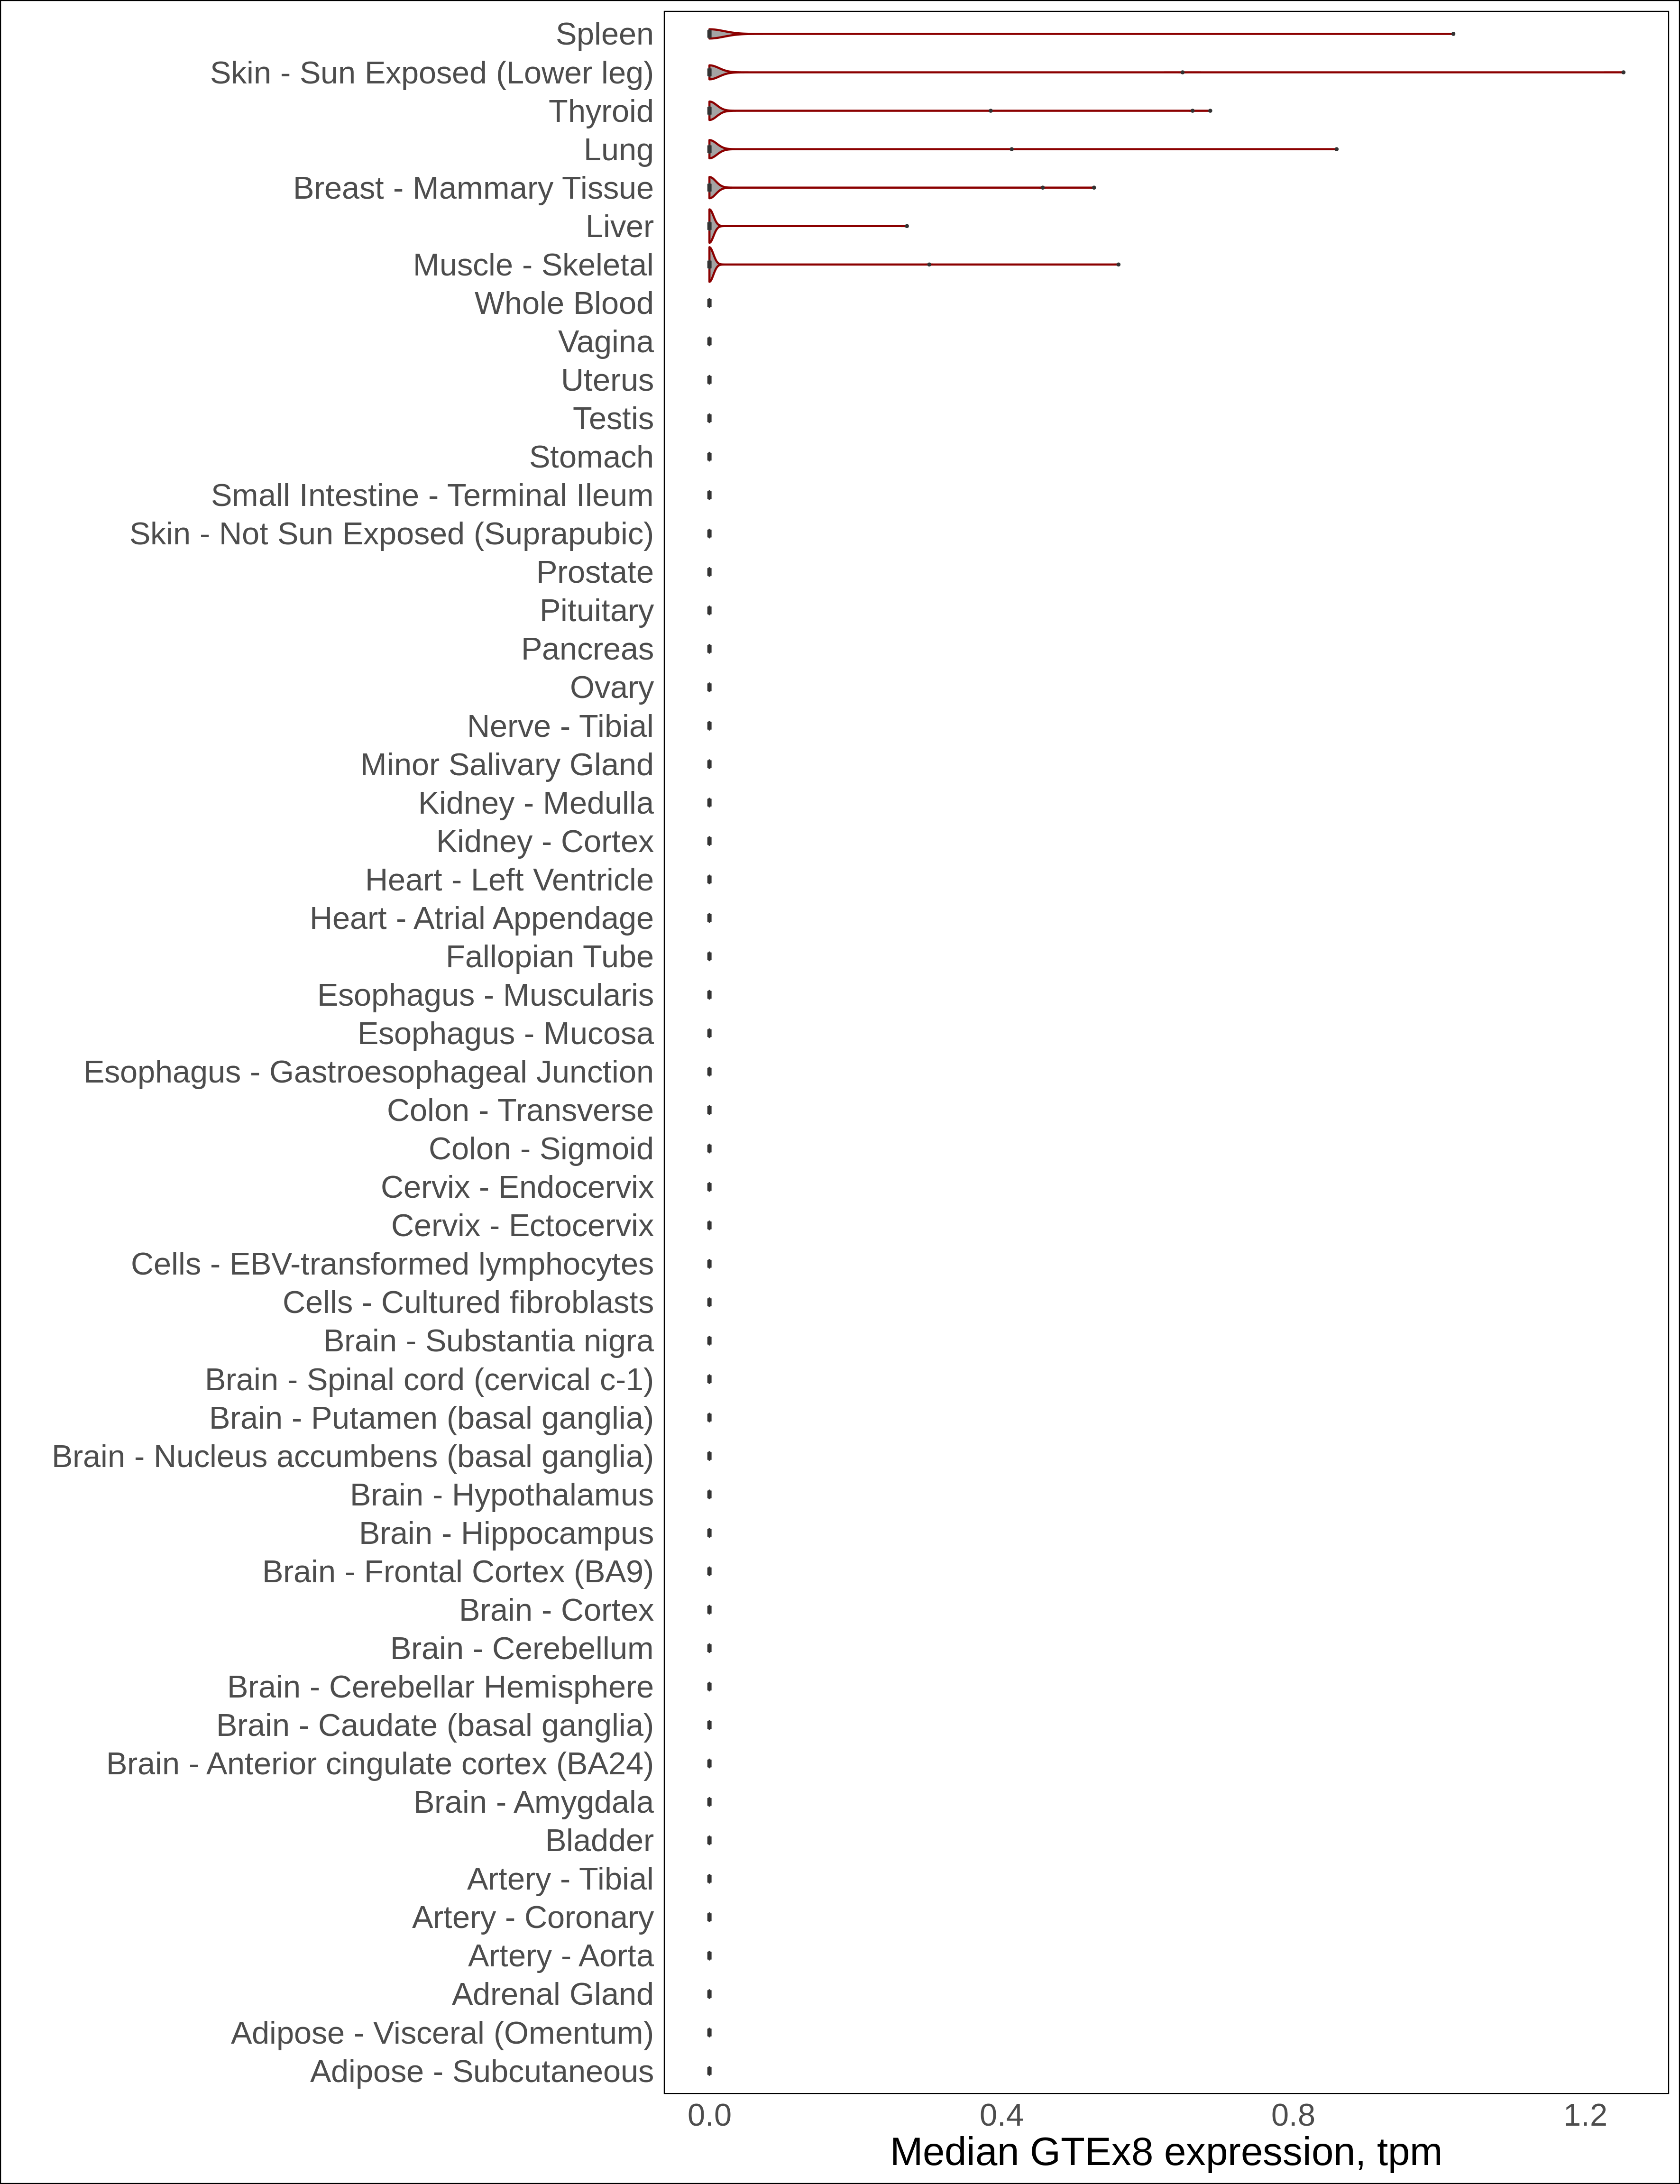 Spleen
Skin - Sun Exposed (Lower leg)
Thyroid
Lung
Breast - Mammary Tissue
Liver
Muscle - Skeletal
Whole Blood
Vagina
Uterus
Testis
Stomach
Small Intestine - Terminal Ileum
Skin - Not Sun Exposed (Suprapubic)
Prostate
Pituitary
Pancreas
Ovary
Nerve - Tibial
Minor Salivary Gland
Kidney - Medulla
Kidney - Cortex
Heart - Left Ventricle
Heart - Atrial Appendage
Fallopian Tube
Esophagus - Muscularis
Esophagus - Mucosa
Esophagus - Gastroesophageal Junction
Colon - Transverse
Colon - Sigmoid
Cervix - Endocervix
Cervix - Ectocervix
Cells - EBV-transformed lymphocytes
Cells - Cultured fibroblasts
Brain - Substantia nigra
Brain - Spinal cord (cervical c-1)
Brain - Putamen (basal ganglia)
Brain - Nucleus accumbens (basal ganglia)
Brain - Hypothalamus
Brain - Hippocampus
Brain - Frontal Cortex (BA9)
Brain - Cortex
Brain - Cerebellum
Brain - Cerebellar Hemisphere
Brain - Caudate (basal ganglia)
Brain - Anterior cingulate cortex (BA24)
Brain - Amygdala
Bladder
Artery - Tibial
Artery - Coronary
Artery - Aorta
Adrenal Gland
Adipose - Visceral (Omentum)
Adipose - Subcutaneous
0.0 0.4 0.8 1.2
Median GTEx8 expression, tpm